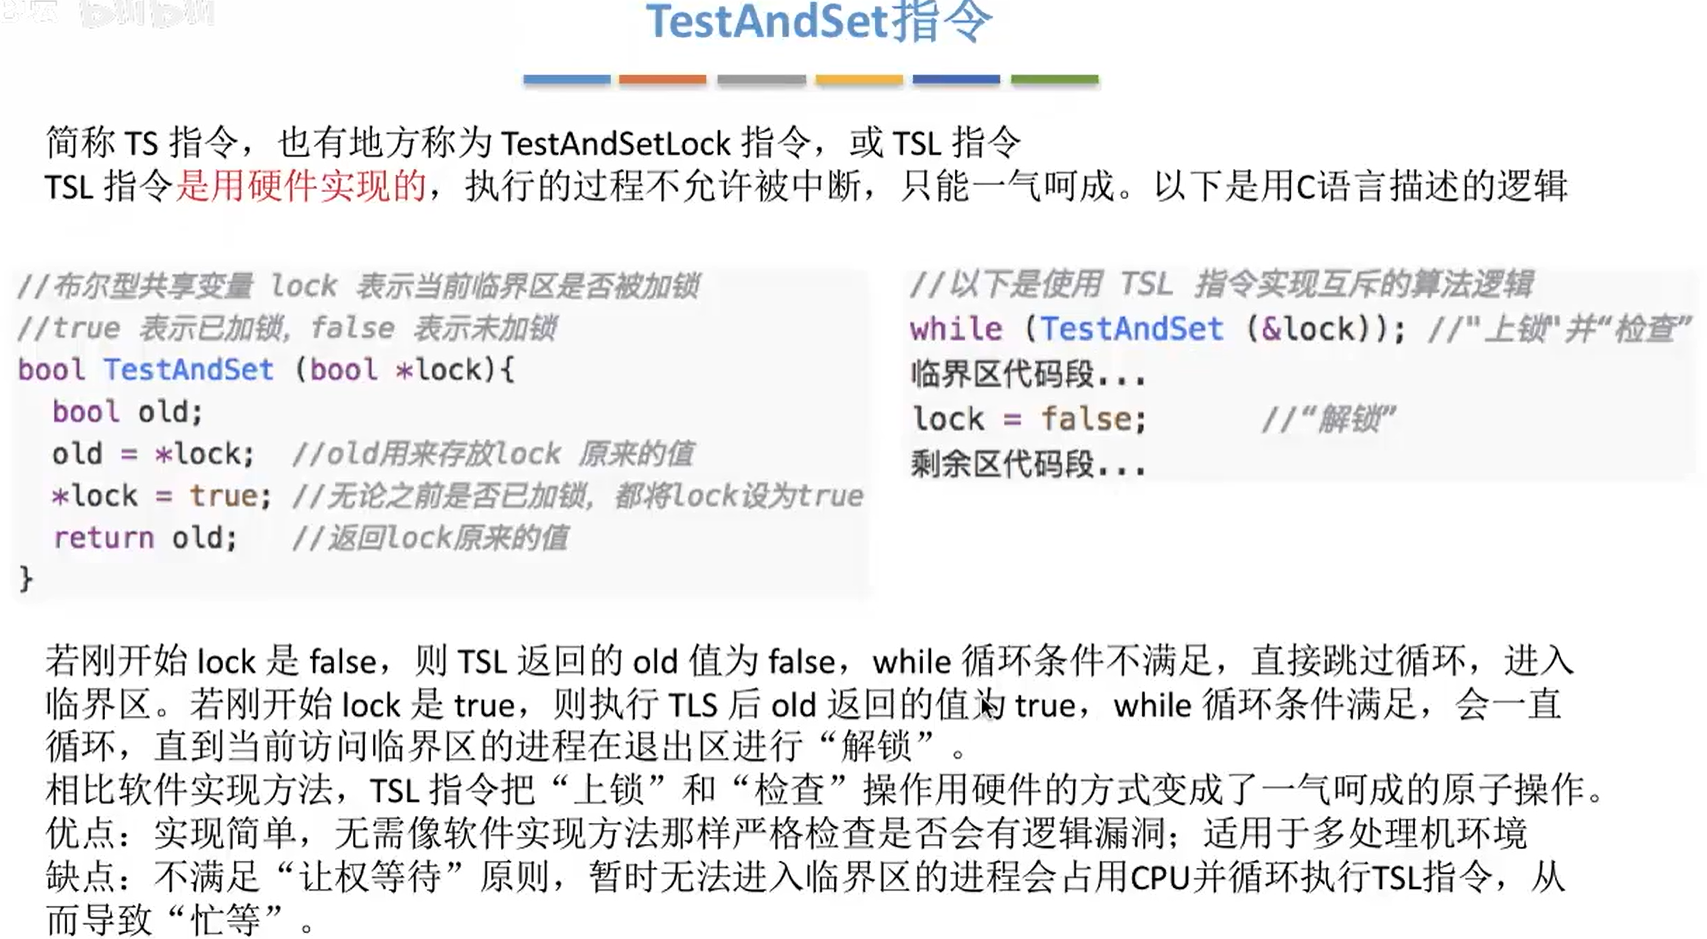 TestAndSet指令
简称 TS 指令，也有地方称为 TestAndSetLock 指令，或 TSL 指令
TSL 指令是用硬件实现的，执行的过程不允许被中断，只能一气呵成。以下是用C语言描述的逻辑
//布尔型共享变量 lock 表示当前临界区是否被加锁
//true 表示已加锁，false 表示未加锁
bool TestAndSet (bool *lock){
bool old;
old = *lock; //old用来存放lock 原来的值
*lock = true; //无论之前是否已加锁，都将lock设为true
return old; //返回lock原来的值
}
//以下是使用 TSL 指令实现互斥的算法逻辑
while (TestAndSet (&lock)); //"上锁"并“检查”
临界区代码段...
lock = false; //“解锁”
剩余区代码段...
若刚开始 lock 是 false，则 TSL 返回的 old 值为 false，while 循环条件不满足，直接跳过循环，进入
临界区。若刚开始 lock 是 true，则执行 TLS 后 old 返回的值为 true，while 循环条件满足，会一直
循环，直到当前访问临界区的进程在退出区进行“解锁”。
相比软件实现方法，TSL 指令把“上锁”和“检查”操作用硬件的方式变成了一气呵成的原子操作。
优点：实现简单，无需像软件实现方法那样严格检查是否会有逻辑漏洞；适用于多处理机环境
缺点：不满足“让权等待”原则，暂时无法进入临界区的进程会占用CPU并循环执行TSL指令，从
而导致“忙等”。